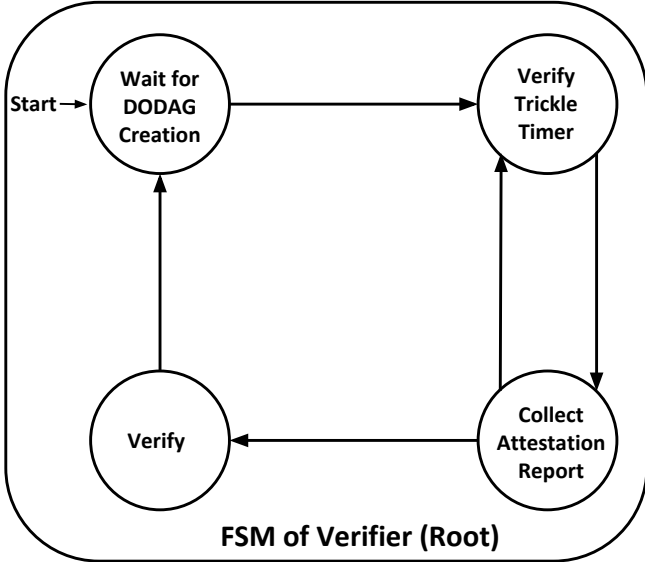 Wait for
DODAG
Creation
Start
Verify
Trickle
Timer
Verify
Collect
Attestation
Report
FSM of Verifier (Root)